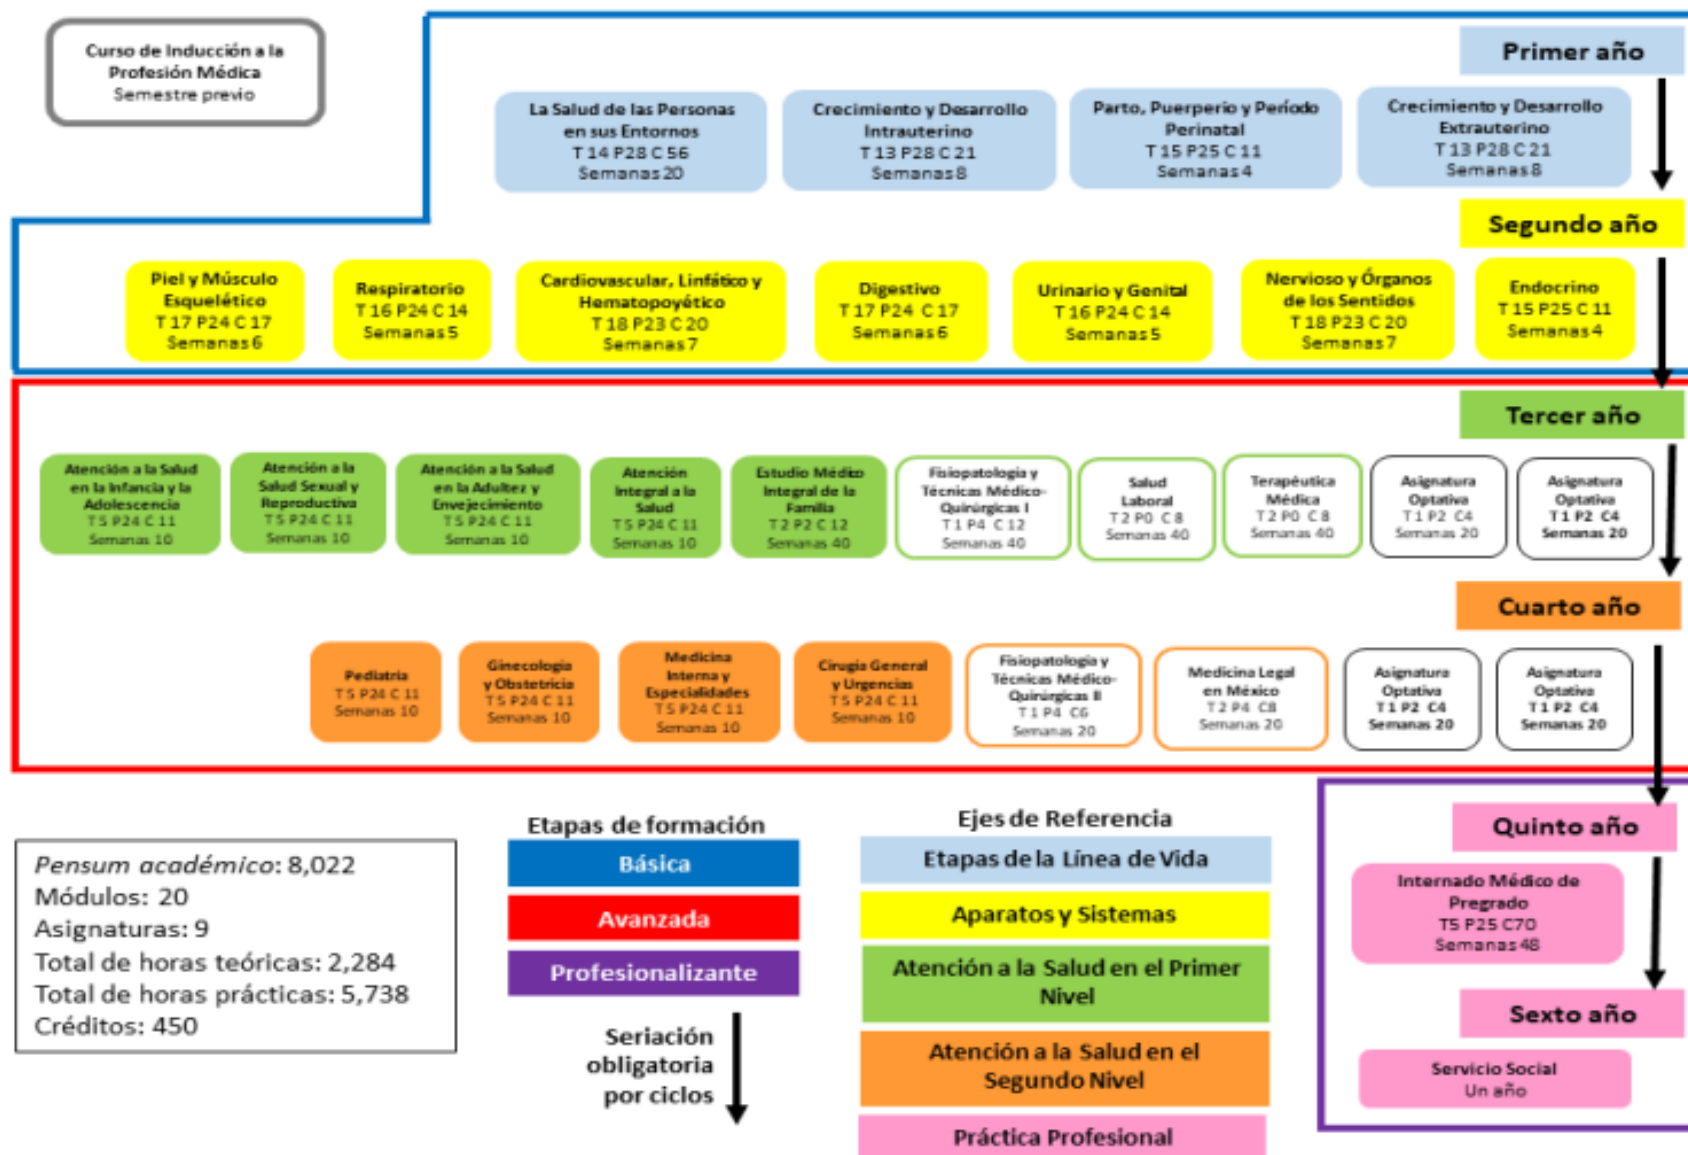 Curso de Inducción a la
Profesión Médica
Semestre previo
Primer año
La Salud de las Personas
en sus Entornos
T 14 P28 C 56
Semanas 20
Crecimiento y Desarrollo
Intrauterino
T 13 P28 C 21
Semanas 8
Parto, Puerperio y Período
Perinatal
T 15 P25 C 11
Semanas 4
Crecimiento y Desarrollo
Extrauterino
T 13 P28 C 21
Semanas 8
Segundo año
Piel y Músculo
Esquelético
T 17 P24 C 17
Semanas 6
Respiratorio
T 16 P24 C 14
Semanas 5
Cardiovascular, Linfático y
Hematopoyético
T 18 P23 C 20
Semanas 7
Digestivo
T 17 P24 C 17
Semanas 6
Urinario y Genital
T 16 P24 C 14
Semanas 5
Nervioso y Órganos
de los Sentidos
T 18 P23 C 20
Semanas 7
Endocrino
T 15 P25 C 11
Semanas 4
Tercer año
Atención a la Salud
en la Infancia y la
Adolescencia
T 5 P24 C 11
Semanas 10
Atención a la
Salud Sexual y
Reproductiva
T 5 P24 C 11
Semanas 10
Atención a la Salud
en la Adultez y
Envejecimiento
T 5 P24 C 11
Semanas 10
Atención
Integral a la
Salud
T 5 P24 C 11
Semanas 10
Estudio Médico
Integral de la
Familia
T 2 P2 C 12
Semanas 40
Fisiopatología y
Técnicas Médico-
Quirúrgicas I
T 1 P4 C 12
Semanas 40
Salud
Laboral
T 2 P0 C 8
Semanas 40
Terapéutica
Médica
T 2 P0 C 8
Semanas 40
Asignatura
Optativa
T 1 P2 C4
Semanas 20
Asignatura
Optativa
T 1 P2 C4
Semanas 20
Cuarto año
Pediatría
T 5 P24 C 11
Semanas 10
Ginecología
y Obstetricia
T 5 P24 C 11
Semanas 10
Medicina
Interna y
Especialidades
T 5 P24 C 11
Semanas 10
Cirugía General
y Urgencias
T 5 P24 C 11
Semanas 10
Fisiopatología y
Técnicas Médico-
Quirúrgicas II
T 1 P4 C6
Semanas 20
Medicina Legal
en México
T 2 P4 C8
Semanas 20
Asignatura
Optativa
T 1 P2 C4
Semanas 20
Asignatura
Optativa
T 1 P2 C4
Semanas 20
Quinto año
Internado Médico de
Pregrado
T5 P25 C70
Semanas 48
Sexto año
Servicio Social
Un año
Pensum académico: 8,022
Módulos: 20
Asignaturas: 9
Total de horas teóricas: 2,284
Total de horas prácticas: 5,738
Créditos: 450
Etapas de formación
Básica
Avanzada
Profesionalizante
Seriación
obligatoria
por ciclos
Ejes de Referencia
Etapas de la Línea de Vida
Aparatos y Sistemas
Atención a la Salud en el Primer
Nivel
Atención a la Salud en el
Segundo Nivel
Práctica Profesional